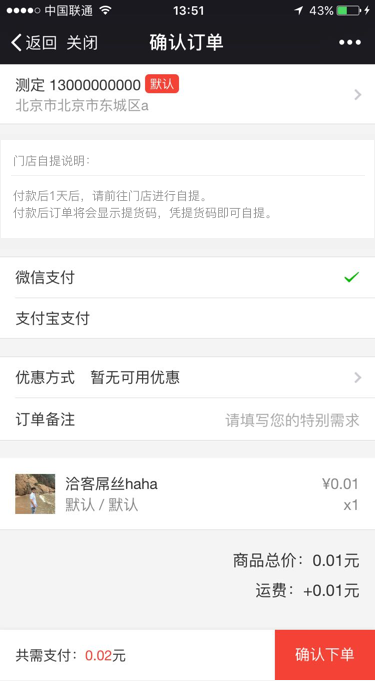 中国联通 13:51 43%
返回 关闭 确认订单
测定 13000000000 默认
北京市北京市东城区a
门店自提说明：
付款后1天后，请前往门店进行自提。
付款后订单将会显示提货码，凭提货码即可自提。
微信支付
支付宝支付
优惠方式 暂无可用优惠
订单备注 请填写您的特别需求
洽客屌丝haha ¥0.01
默认 / 默认 x1
商品总价：0.01元
运费：+0.01元
共需支付：0.02元 确认下单